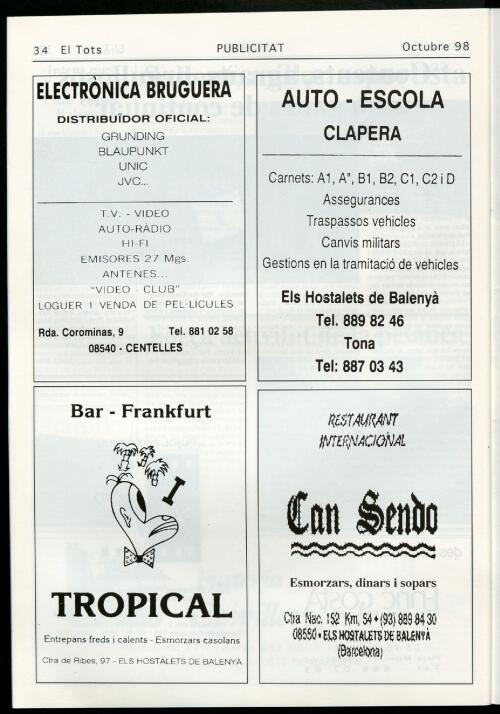 34 El Tots
PUBLICITAT
Octubre 98
ELECTRÒNICA BRUGUERA
DISTRIBUÏDOR OFICIAL:
GRUNDING
BLAUPUNKT
UNIC
JVC...
T.V. - VIDEO
AUTO-RÀDIO
HI-FI
EMISORES 27 Mgs.
ANTENES...
"VIDEO - CLUB"
LOGUER I VENDA DE PEL·LÍCULES
Rda. Corominas, 9 Tel. 881 02 58
08540 - CENTELLES
AUTO - ESCOLA
CLAPERA
Carnets: A1, A", B1, B2, C1, C2 i D
Assegurances
Traspassos vehicles
Canvis militars
Gestions en la tramitació de vehicles
Els Hostalets de Balenyà
Tel. 889 82 46
Tona
Tel: 887 03 43
Bar - Frankfurt
TROPICAL
Entrepans freds i calents - Esmorzars casolans
Ctra de Ribes, 97 - ELS HOSTALETS DE BALENYÀ
RESTAURANT
INTERNACIONAL
Can Sendo
Esmorzars, dinars i sopars
Ctra Nac. 152 Km, 54 • (93) 889 84 30
08550 - ELS HOSTALETS DE BALENYÀ
(Barcelona)